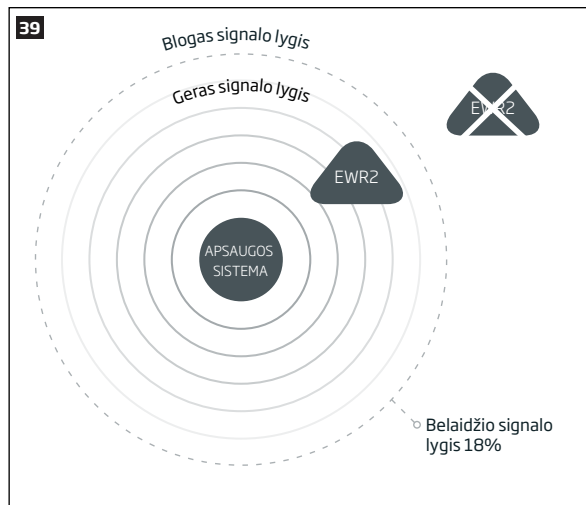 39
Blogas signalo lygis
Geras signalo lygis
EWR2
EWR2
APSAUGOS
SISTEMA
Belaidžio signalo
lygis 18%